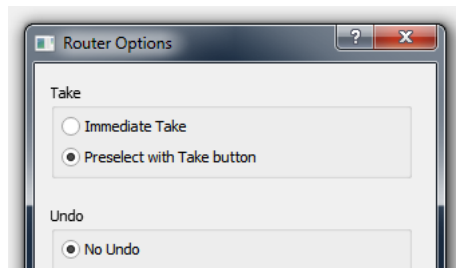 Router Options
Take
Immediate Take
Preselect with Take button
Undo
No Undo